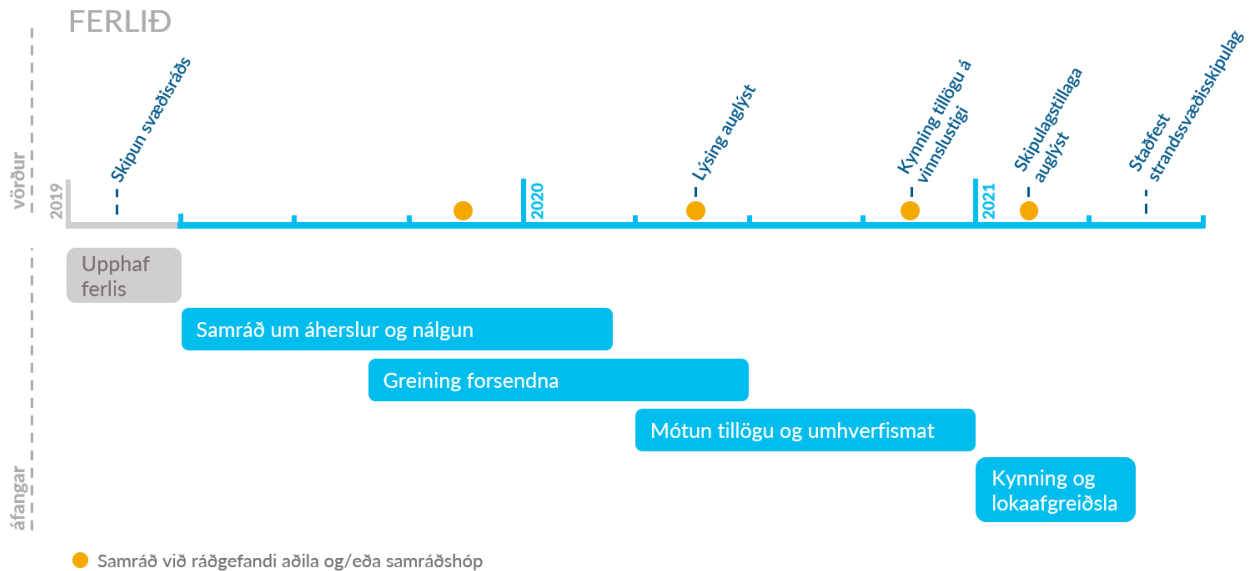 FERLIÐ
vörður
Skipun svæðisráðs
Lýsing auglýst
Kynning tillögu á
vinnslustigi
Skipulagstillaga
auglýst
Staðfest
strandssvæðisskipulag
2019
2020
2021
áfangar
Upphaf
ferlis
Samráð um áherslur og nálgun
Greining forsendna
Mótun tillögu og umhverfismat
Kynning og
lokaafgreiðsla
Samráð við ráðgefandi aðila og/eða samráðshóp